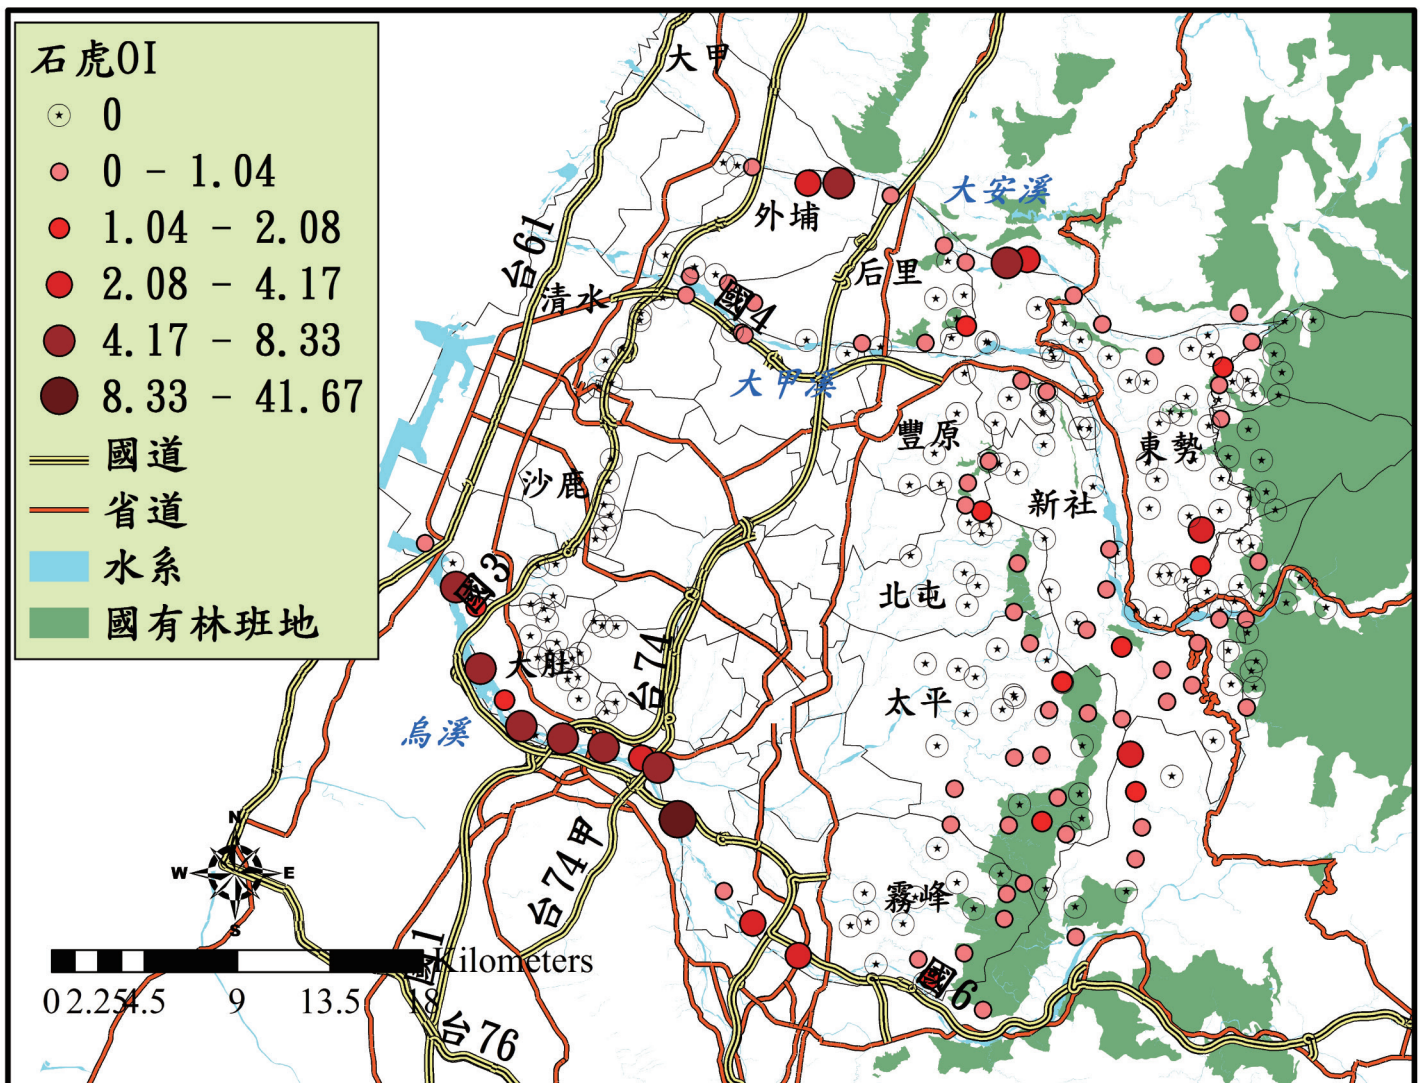 石虎OI
0
0 - 1.04
1.04 - 2.08
2.08 - 4.17
4.17 - 8.33
8.33 - 41.67
國道
省道
水系
國有林班地
大甲
大安溪
外埔
台61
后里
清水
國4
大甲溪
豐原
東勢
沙鹿
新社
國3
北屯
大肚
台74
太平
烏溪
N
W
E
S
台74甲
霧峰
國1
國6
Kilometers
0 2.25 4.5 9 13.5 18
台76